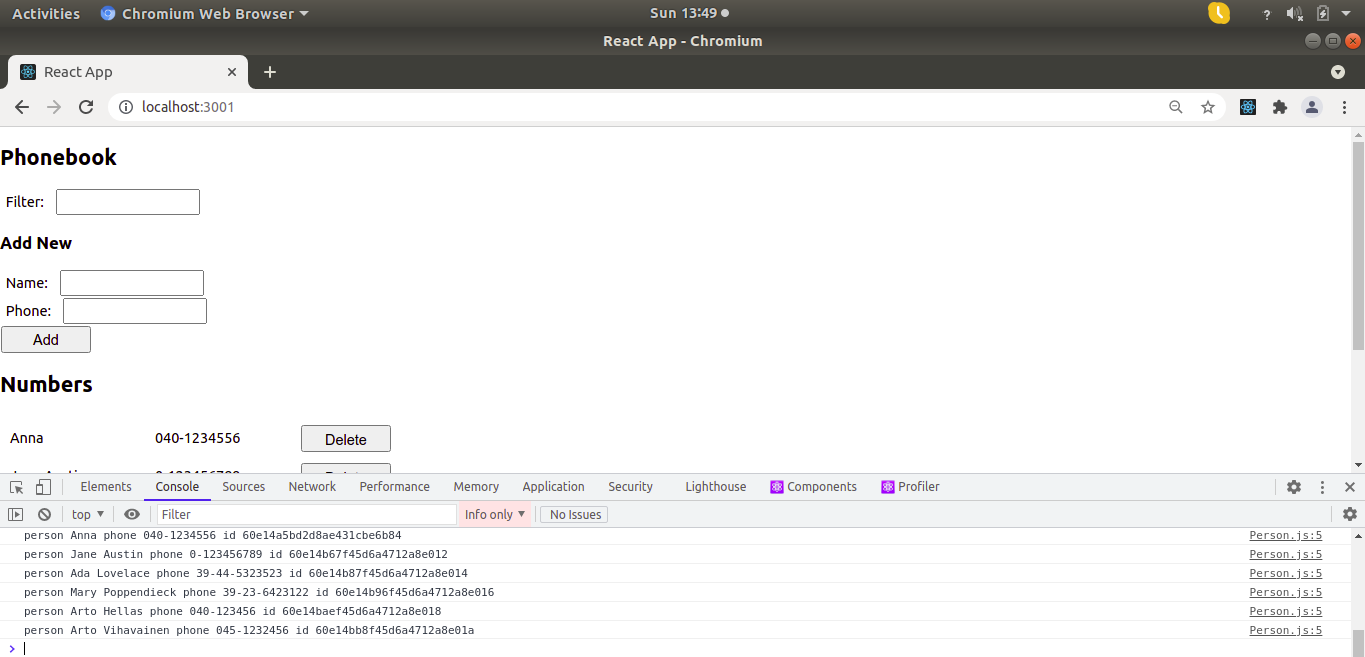 Activities Chromium Web Browser Sun 13:49 ?
React App - Chromium
React App
localhost:3001
Phonebook
Filter:
Add New
Name:
Phone:
Add
Numbers
Anna 040-1234556 Delete
Elements Console Sources Network Performance Memory Application Security Lighthouse Components Profiler
top Filter Info only No Issues
person Anna phone 040-1234556 id 60e14a5bd2d8ae431cbe6b84 Person.js:5
person Jane Austin phone 0-123456789 id 60e14b67f45d6a4712a8e012 Person.js:5
person Ada Lovelace phone 39-44-5323523 id 60e14b87f45d6a4712a8e014 Person.js:5
person Mary Poppendieck phone 39-23-6423122 id 60e14b96f45d6a4712a8e016 Person.js:5
person Arto Hellas phone 040-123456 id 60e14baef45d6a4712a8e018 Person.js:5
person Arto Vihavainen phone 045-1232456 id 60e14bb8f45d6a4712a8e01a Person.js:5